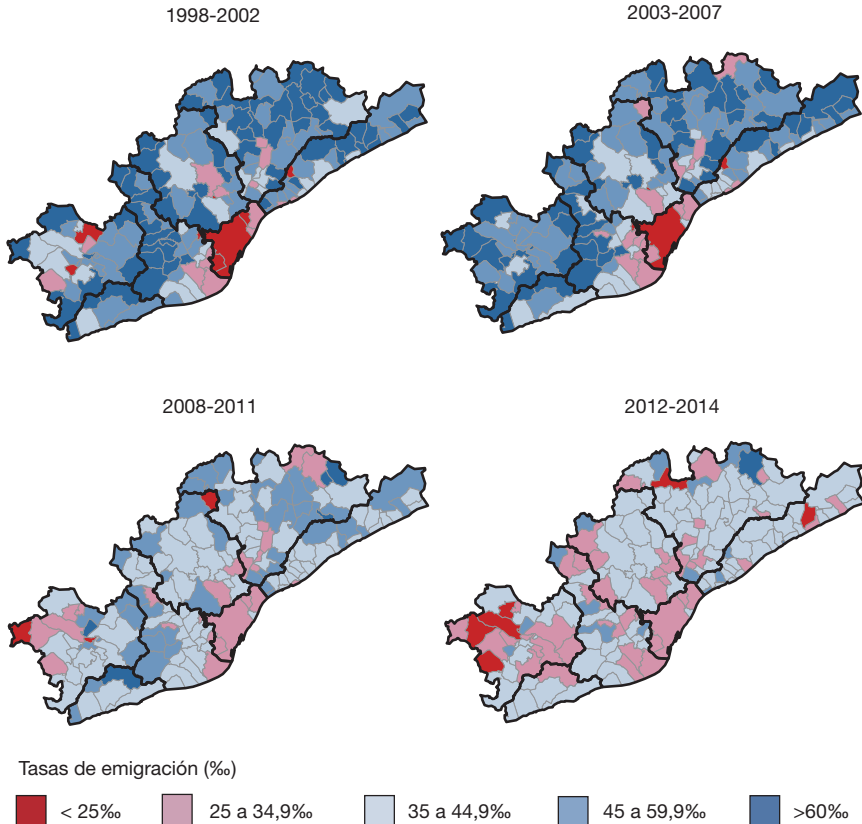 1998-2002
2003-2007
2008-2011
2012-2014
Tasas de emigración (‰)
< 25‰
25 a 34,9‰
35 a 44,9‰
45 a 59,9‰
>60‰